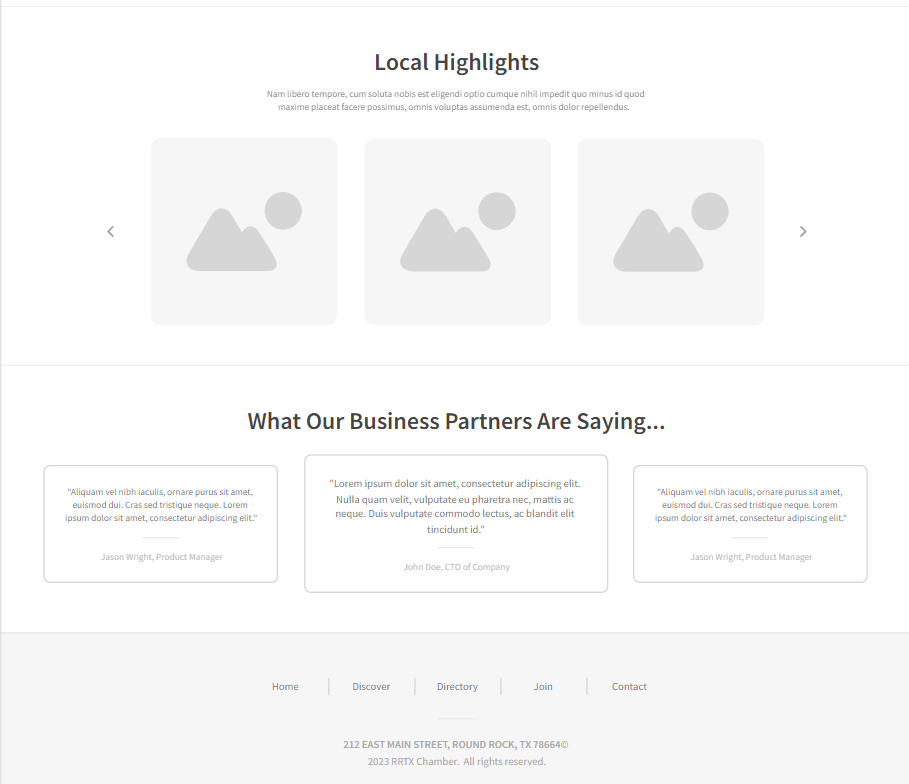 Local Highlights
Nam libero tempore, cum soluta nobis est eligendi optio cumque nihil impedit quo minus id quod
maxime placeat facere possimus, omnis voluptas assumenda est, omnis dolor repellendus.
What Our Business Partners Are Saying...
"Aliquam vel nibh iaculis, ornare purus sit amet,
euismod dui. Cras sed tristique neque. Lorem
ipsum dolor sit amet, consectetur adipiscing elit."
Jason Wright, Product Manager
"Lorem ipsum dolor sit amet, consectetur adipiscing elit.
Nulla quam velit, vulputate eu pharetra nec, mattis ac
neque. Duis vulputate commodo lectus, ac blandit elit
tincidunt id."
John Doe, CTO of Company
"Aliquam vel nibh iaculis, ornare purus sit amet,
euismod dui. Cras sed tristique neque. Lorem
ipsum dolor sit amet, consectetur adipiscing elit."
Jason Wright, Product Manager
Home Discover Directory Join Contact
212 EAST MAIN STREET, ROUND ROCK, TX 78664©
2023 RRTX Chamber. All rights reserved.